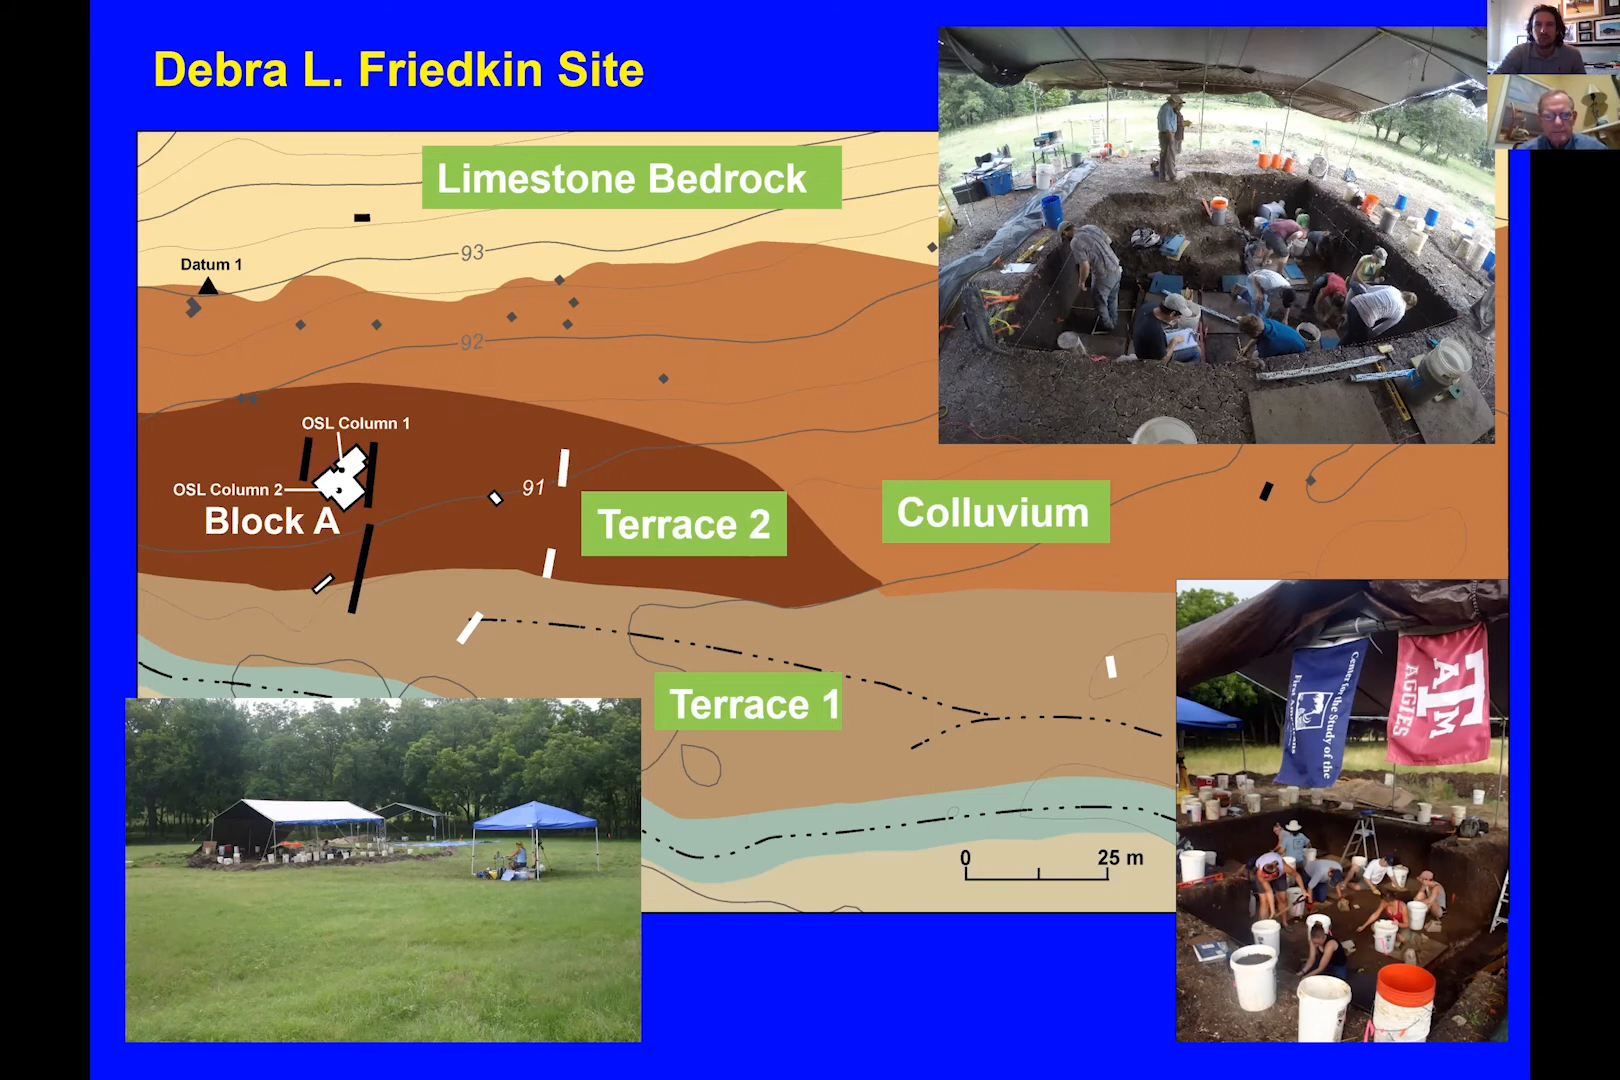 Debra L. Friedkin Site
Limestone Bedrock
93
Datum 1
92
OSL Column 1
OSL Column 2
91
Block A
Terrace 2
Colluvium
Terrace 1
0 25 m
Center for the Study of the
First Americans
ATM
AGGIES